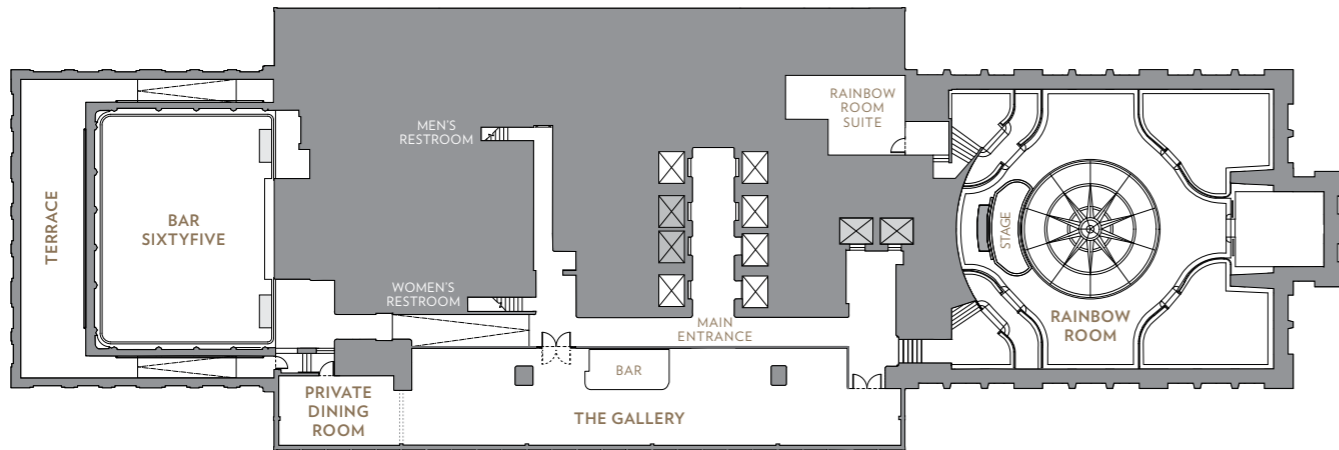 MEN'S
RESTROOM
RAINBOW
ROOM
SUITE
TERRACE
BAR
SIXTYFIVE
STAGE
WOMEN'S
RESTROOM
MAIN
ENTRANCE
RAINBOW
ROOM
BAR
PRIVATE
DINING
ROOM
THE GALLERY